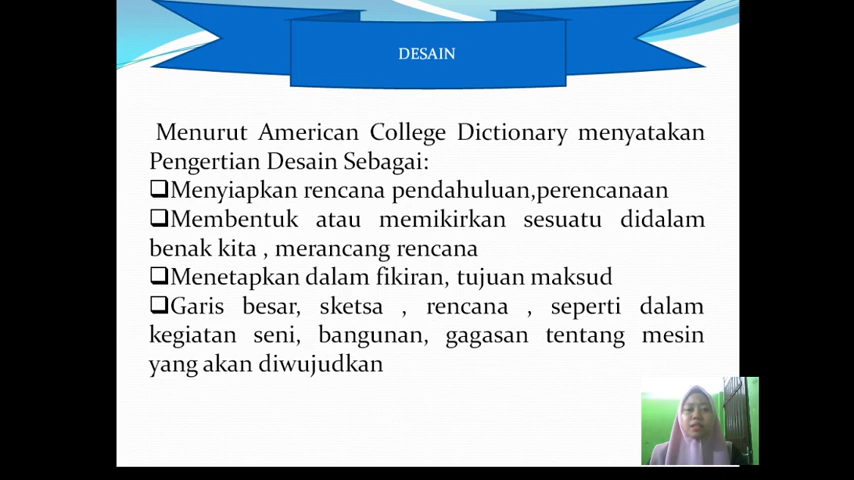 DESAIN
Menurut American College Dictionary menyatakan
Pengertian Desain Sebagai:
❑Menyiapkan rencana pendahuluan,perencanaan
❑Membentuk atau memikirkan sesuatu didalam
benak kita , merancang rencana
❑Menetapkan dalam fikiran, tujuan maksud
❑Garis besar, sketsa , rencana , seperti dalam
kegiatan seni, bangunan, gagasan tentang mesin
yang akan diwujudkan